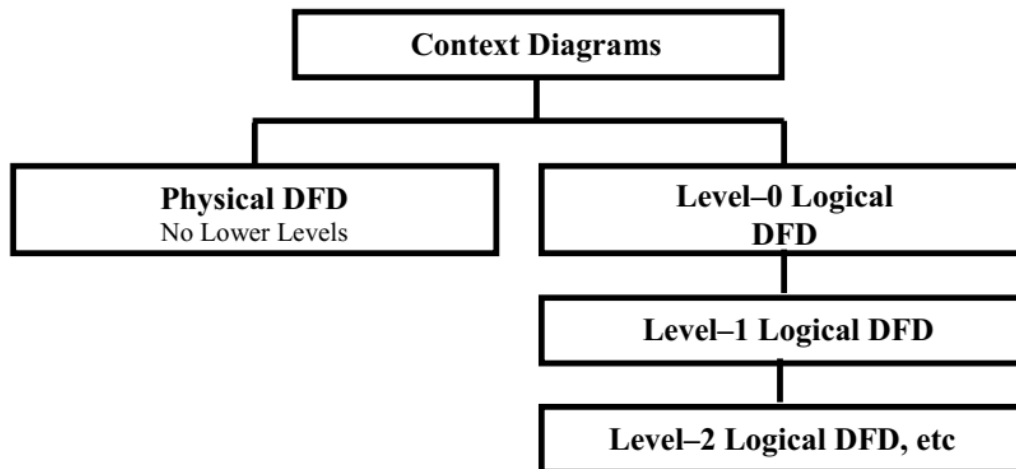 Context Diagrams
Physical DFD
No Lower Levels
Level–0 Logical
DFD
Level–1 Logical DFD
Level–2 Logical DFD, etc